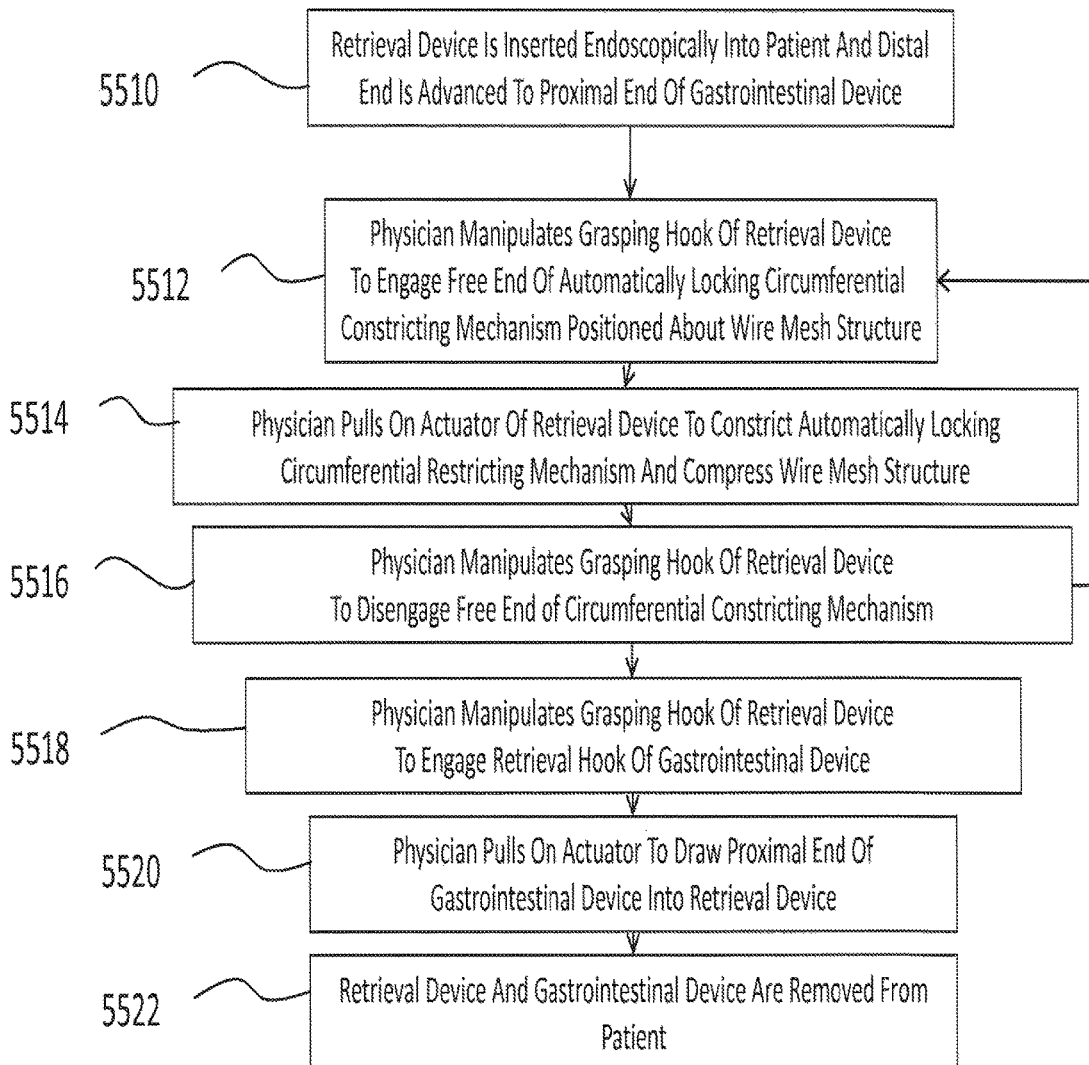 Retrieval Device Is Inserted Endoscopically Into Patient And Distal
End Is Advanced To Proximal End Of Gastrointestinal Device
5510
Physician Manipulates Grasping Hook Of Retrieval Device
To Engage Free End Of Automatically Locking Circumferential
Constricting Mechanism Positioned About Wire Mesh Structure
5512
Physician Pulls On Actuator Of Retrieval Device To Constrict Automatically Locking
Circumferential Restricting Mechanism And Compress Wire Mesh Structure
5514
Physician Manipulates Grasping Hook Of Retrieval Device
To Disengage Free End of Circumferential Constricting Mechanism
5516
Physician Manipulates Grasping Hook Of Retrieval Device
To Engage Retrieval Hook Of Gastrointestinal Device
5518
Physician Pulls On Actuator To Draw Proximal End Of
Gastrointestinal Device Into Retrieval Device
5520
Retrieval Device And Gastrointestinal Device Are Removed From
Patient
5522